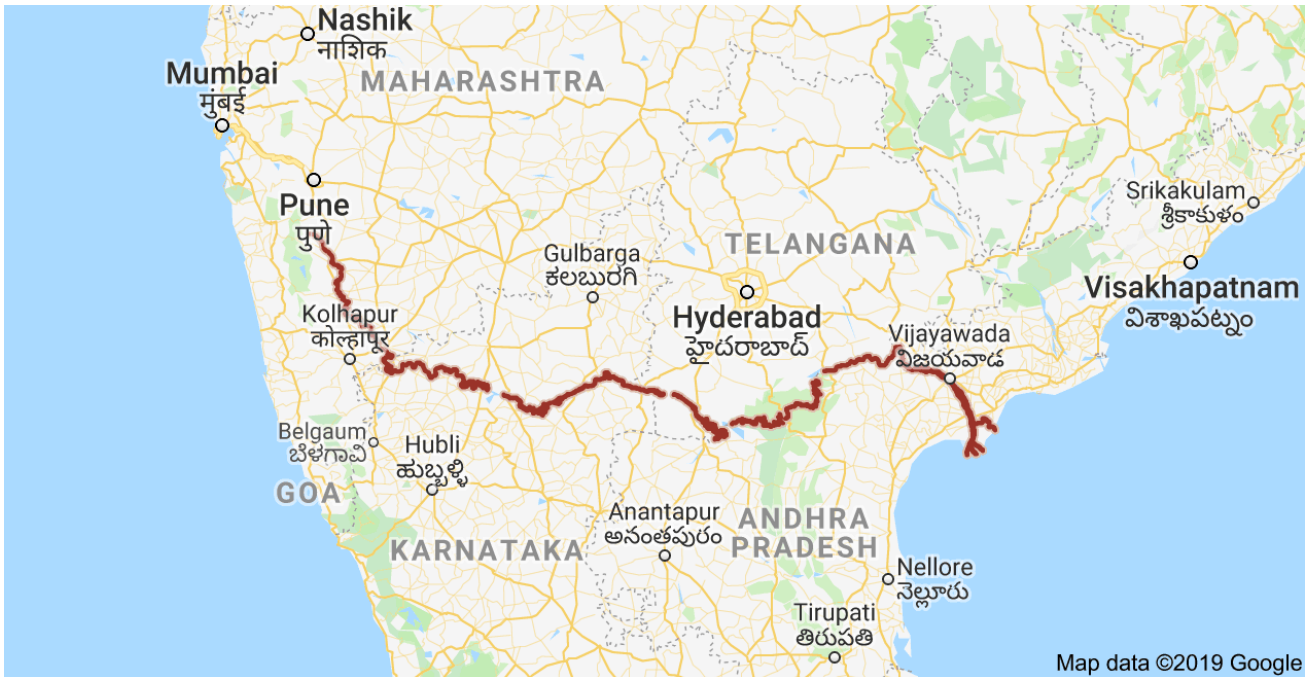 Nashik
नाशिक
Mumbai
मुंबई
MAHARASHTRA
Pune
पुणे
Srikakulam
శ్రీకాకుళం
TELANGANA
Gulbarga
ಕಲಬುರಗಿ
Visakhapatnam
విశాఖపట్నం
Kolhapur
कोल्हापूर
Hyderabad
హైదరాబాద్
Vijayawada
విజయవాడ
Belgaum
ಬೆಳಗಾವಿ
Hubli
ಹುಬ್ಬಳ್ಳಿ
GOA
Anantapur
అనంతపురం
ANDHRA
PRADESH
KARNATAKA
Nellore
నెల్లూరు
Tirupati
తిరుపతి
Map data ©2019 Google